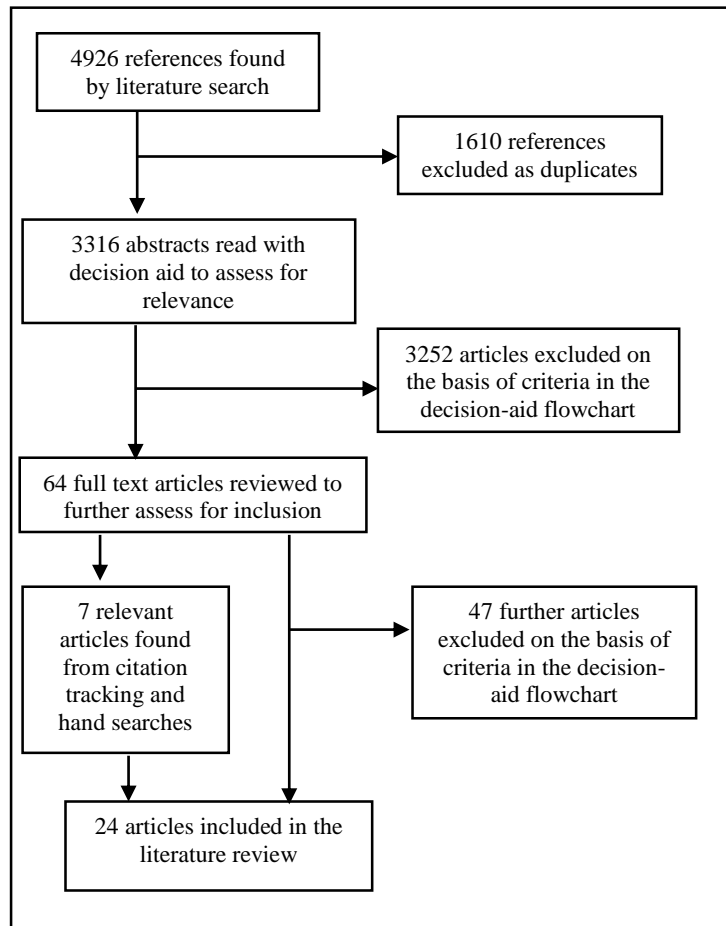 4926 references found
by literature search
1610 references
excluded as duplicates
3316 abstracts read with
decision aid to assess for
relevance
3252 articles excluded on
the basis of criteria in the
decision-aid flowchart
64 full text articles reviewed to
further assess for inclusion
7 relevant
articles found
from citation
tracking and
hand searches
47 further articles
excluded on the basis of
criteria in the decision-
aid flowchart
24 articles included in the
literature review